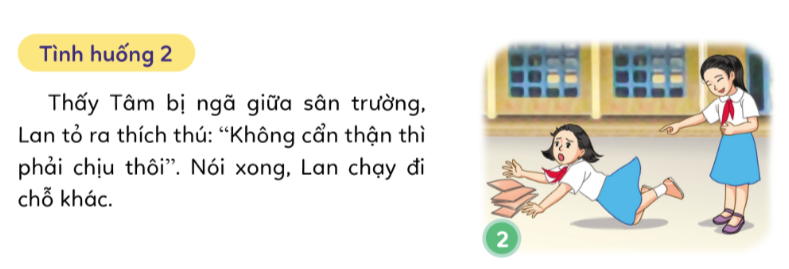 Tình huống 2
Thấy Tâm bị ngã giữa sân trường,
Lan tỏ ra thích thú: “Không cẩn thận thì
phải chịu thôi”. Nói xong, Lan chạy đi
chỗ khác.
2